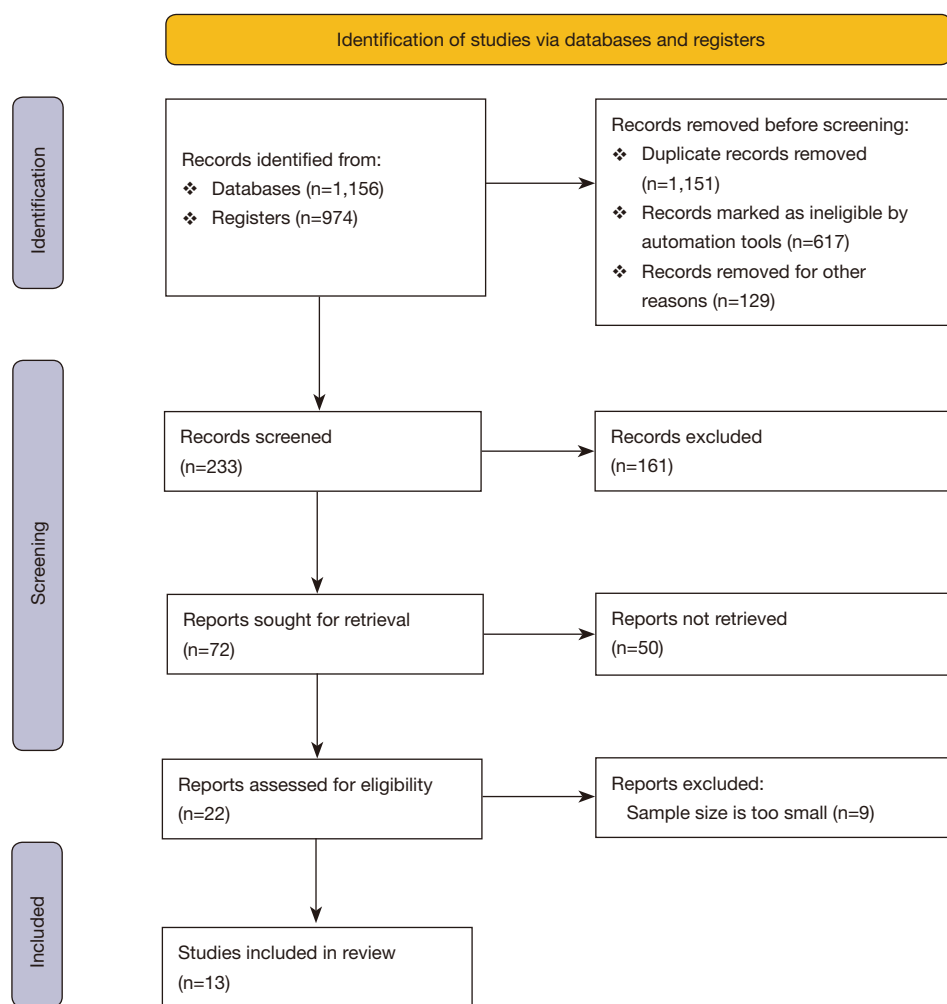 Identification of studies via databases and registers
Identification
Records identified from:
❖ Databases (n=1,156)
❖ Registers (n=974)
Records removed before screening:
❖ Duplicate records removed
(n=1,151)
❖ Records marked as ineligible by
automation tools (n=617)
❖ Records removed for other
reasons (n=129)
Screening
Records screened
(n=233)
Records excluded
(n=161)
Reports sought for retrieval
(n=72)
Reports not retrieved
(n=50)
Reports assessed for eligibility
(n=22)
Reports excluded:
Sample size is too small (n=9)
Included
Studies included in review
(n=13)